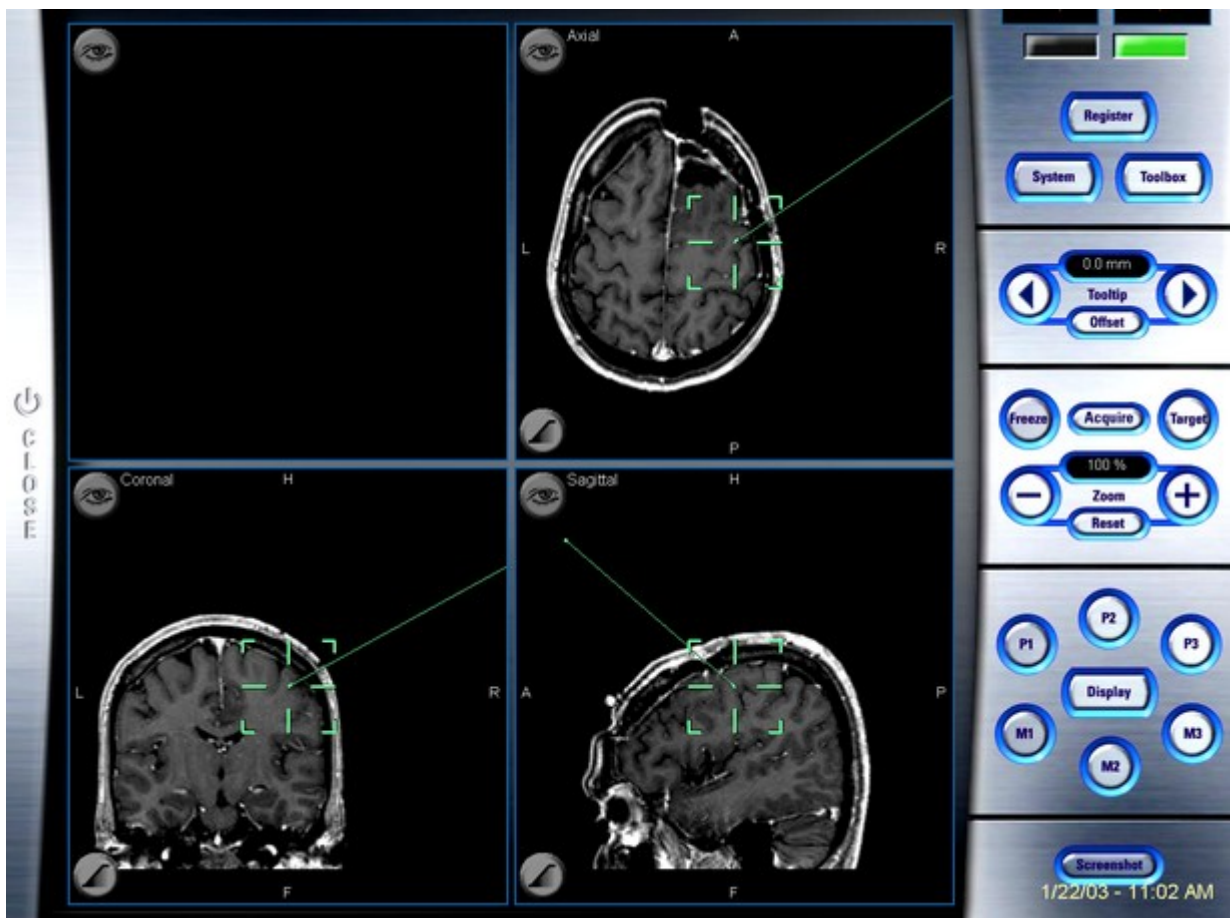 Axial
A
L
R
P
Coronal
H
L
R
F
Sagittal
H
A
P
F
CLOSE
Register
System
Toolbox
0.0 mm
Tooltip
Offset
Freeze
Acquire
Target
100 %
Zoom
Reset
P1
P2
P3
Display
M1
M2
M3
Screenshot
1/22/03 - 11:02 AM